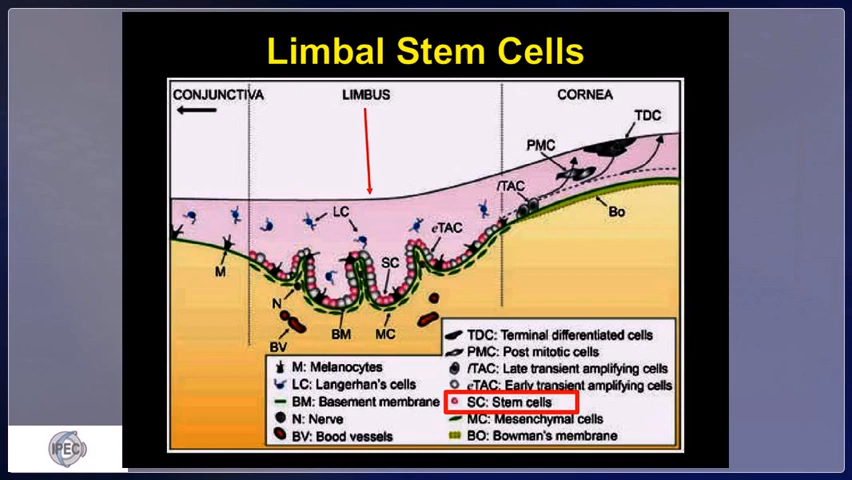 Limbal Stem Cells
CONJUNCTIVA
LIMBUS
CORNEA
TDC
PMC
lTAC
LC
Bo
eTAC
SC
M
N
BM
MC
BV
M: Melanocytes
LC: Langerhan's cells
BM: Basement membrane
N: Nerve
BV: Bood vessels
TDC: Terminal differentiated cells
PMC: Post mitotic cells
lTAC: Late transient amplifying cells
eTAC: Early transient amplifying cells
SC: Stem cells
MC: Mesenchymal cells
BO: Bowman's membrane
IPEC